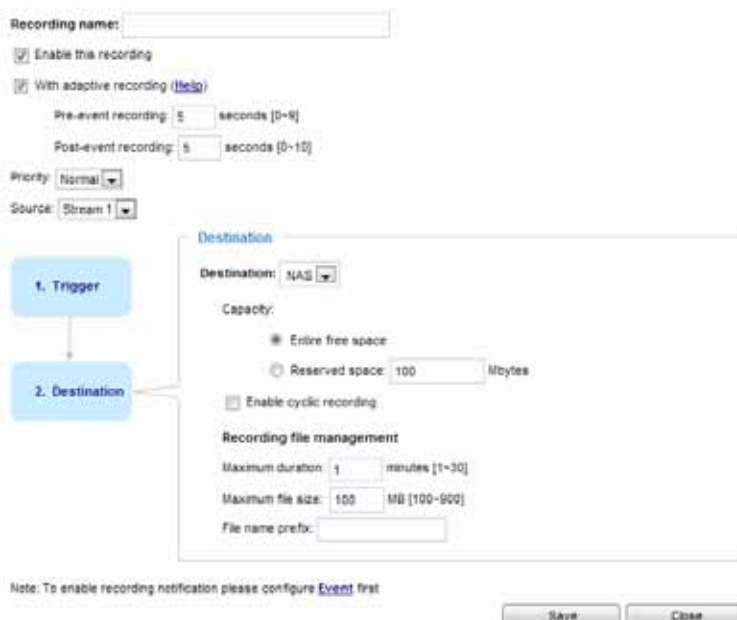 Recording name:
Enable this recording
With adaptive recording (Help)
Pre-event recording: 5 seconds [0~9]
Post-event recording: 5 seconds [0~10]
Priority: Normal
Source: Stream 1
Destination
1. Trigger
Destination: NAS
Capacity:
Entire free space
Reserved space: 100 Mbytes
2. Destination
Enable cyclic recording
Recording file management
Maximum duration: 1 minutes [1~30]
Maximum file size: 100 MB [100~900]
File name prefix:
Note: To enable recording notification please configure Event first
Save Close